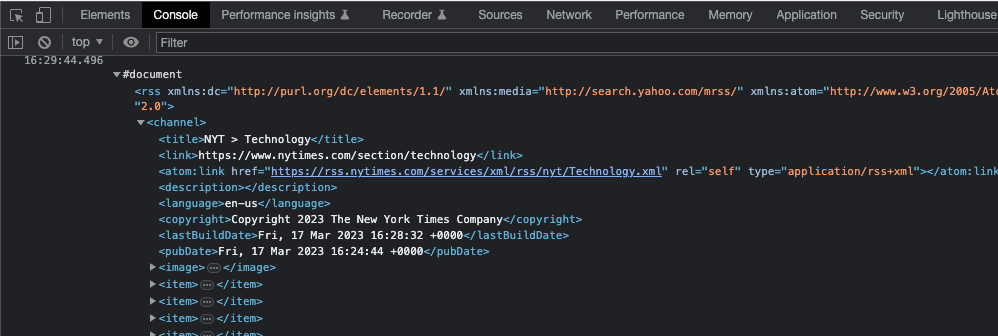 Elements Console Performance insights Recorder Sources Network Performance Memory Application Security Lighthouse
top Filter
16:29:44.496
#document
<rss xmlns:dc="http://purl.org/dc/elements/1.1/" xmlns:media="http://search.yahoo.com/mrss/" xmlns:atom="http://www.w3.org/2005/Ato
"2.0">
<channel>
<title>NYT > Technology</title>
<link>https://www.nytimes.com/section/technology</link>
<atom:link href="https://rss.nytimes.com/services/xml/rss/nyt/Technology.xml" rel="self" type="application/rss+xml"></atom:link
<description></description>
<language>en-us</language>
<copyright>Copyright 2023 The New York Times Company</copyright>
<lastBuildDate>Fri, 17 Mar 2023 16:28:32 +0000</lastBuildDate>
<pubDate>Fri, 17 Mar 2023 16:24:44 +0000</pubDate>
<image>…</image>
<item>…</item>
<item>…</item>
<item>…</item>
<item>…</item>